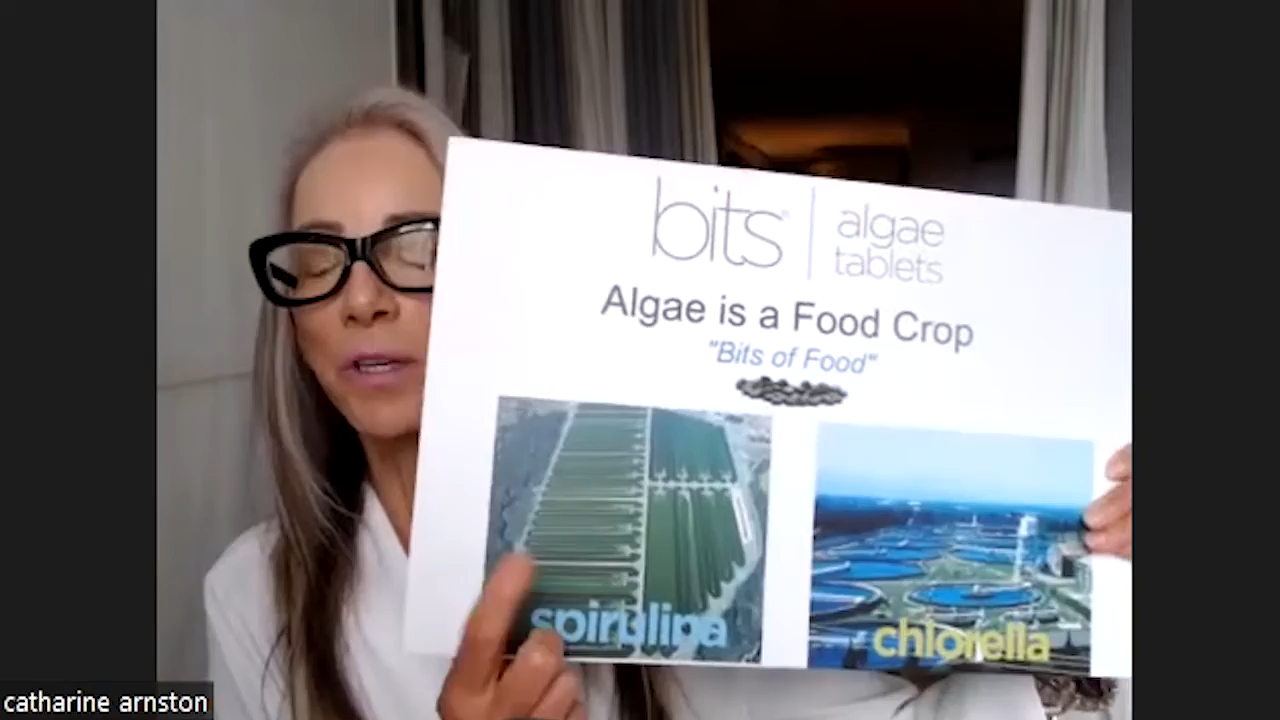 bits®
algae
tablets
Algae is a Food Crop
"Bits of Food"
spirulina
chlorella
catharine arnston